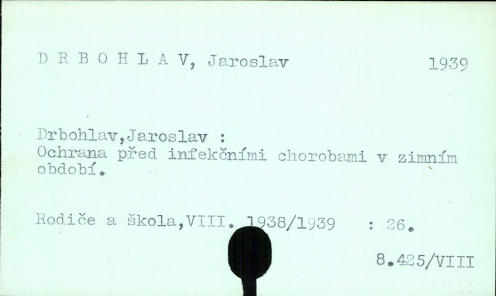 DRBOHLAV, Jaroslav 1939
Drbohlav,Jaroslav :
Ochrana před infekčními chorobami v zimním
období.
Rodiče a škola,VIII. 1938/1939 : 26.
8.425/VIII